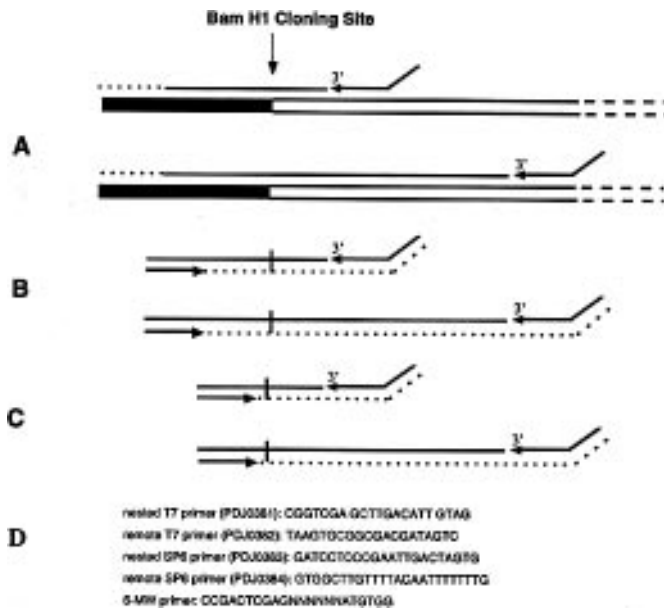 Bam H1 Cloning Site
3'
A
3'
3'
B
3'
3'
C
3'
D
nested T7 primer (PDJ0361): CGGTCGA GCTTGACATT GTAG
remote T7 primer (PDJ0362): TAAGTGCGGCGACGATAGTC
nested SP6 primer (PDJ0363): GATCCTCCCGAATTGACTAGTG
remote SP6 primer (PDJ0364): GTGGCTTGTTTTAGAATTTTTTTG
6-MW primer: CCGACTCGAGNNNNNNATGTGG